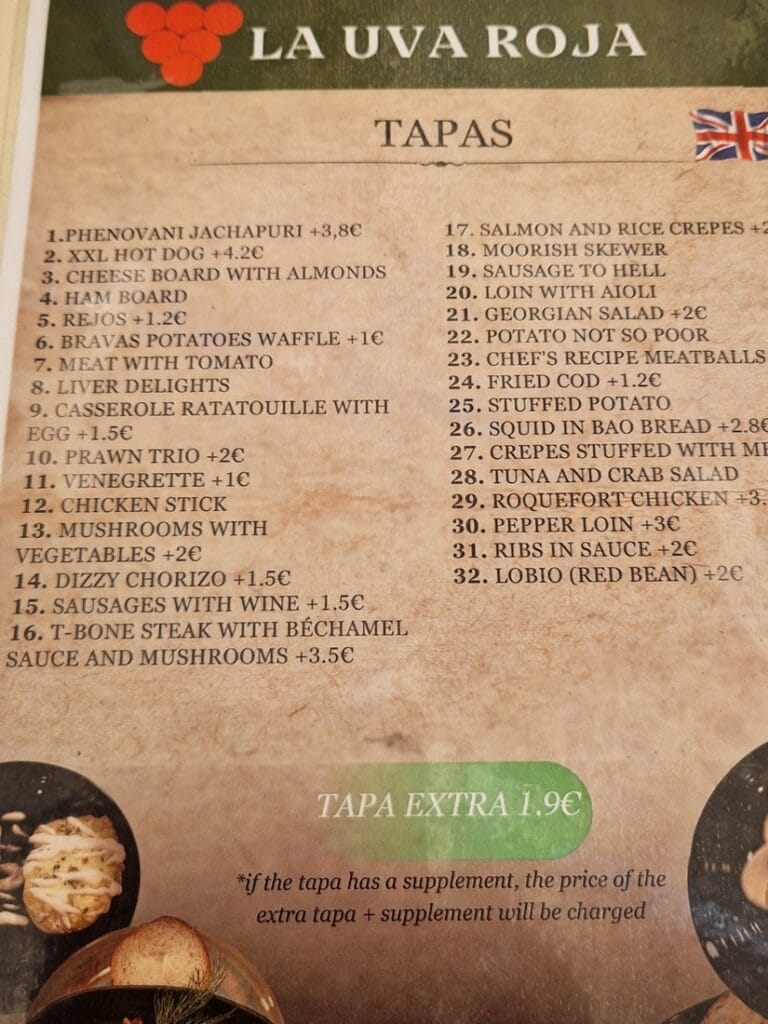 LA UVA ROJA
TAPAS
1.PHENOVANI JACHAPURI +3,8€
2. XXL HOT DOG +4.2€
3. CHEESE BOARD WITH ALMONDS
4. HAM BOARD
5. REJOS +1.2€
6. BRAVAS POTATOES WAFFLE +1€
7. MEAT WITH TOMATO
8. LIVER DELIGHTS
9. CASSEROLE RATATOUILLE WITH
EGG +1.5€
10. PRAWN TRIO +2€
11. VENEGRETTE +1€
12. CHICKEN STICK
13. MUSHROOMS WITH
VEGETABLES +2€
14. DIZZY CHORIZO +1.5€
15. SAUSAGES WITH WINE +1.5€
16. T-BONE STEAK WITH BÉCHAMEL
SAUCE AND MUSHROOMS +3.5€
17. SALMON AND RICE CREPES +2
18. MOORISH SKEWER
19. SAUSAGE TO HELL
20. LOIN WITH AIOLI
21. GEORGIAN SALAD +2€
22. POTATO NOT SO POOR
23. CHEF'S RECIPE MEATBALLS
24. FRIED COD +1.2€
25. STUFFED POTATO
26. SQUID IN BAO BREAD +2.8€
27. CREPES STUFFED WITH
28. TUNA AND CRAB SALAD
29. ROQUEFORT CHICKEN +3.
30. PEPPER LOIN +3€
31. RIBS IN SAUCE +2€
32. LOBIO (RED BEAN) +2€
TAPA EXTRA 1.9€
*if the tapa has a supplement, the price of the
extra tapa + supplement will be charged